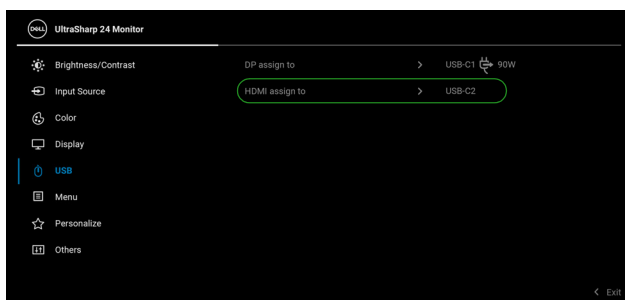 DELL UltraSharp 24 Monitor
Brightness/Contrast
DP assign to > USB-C1 90W
Input Source
HDMI assign to > USB-C2
Color
Display
USB
Menu
Personalize
Others
< Exit